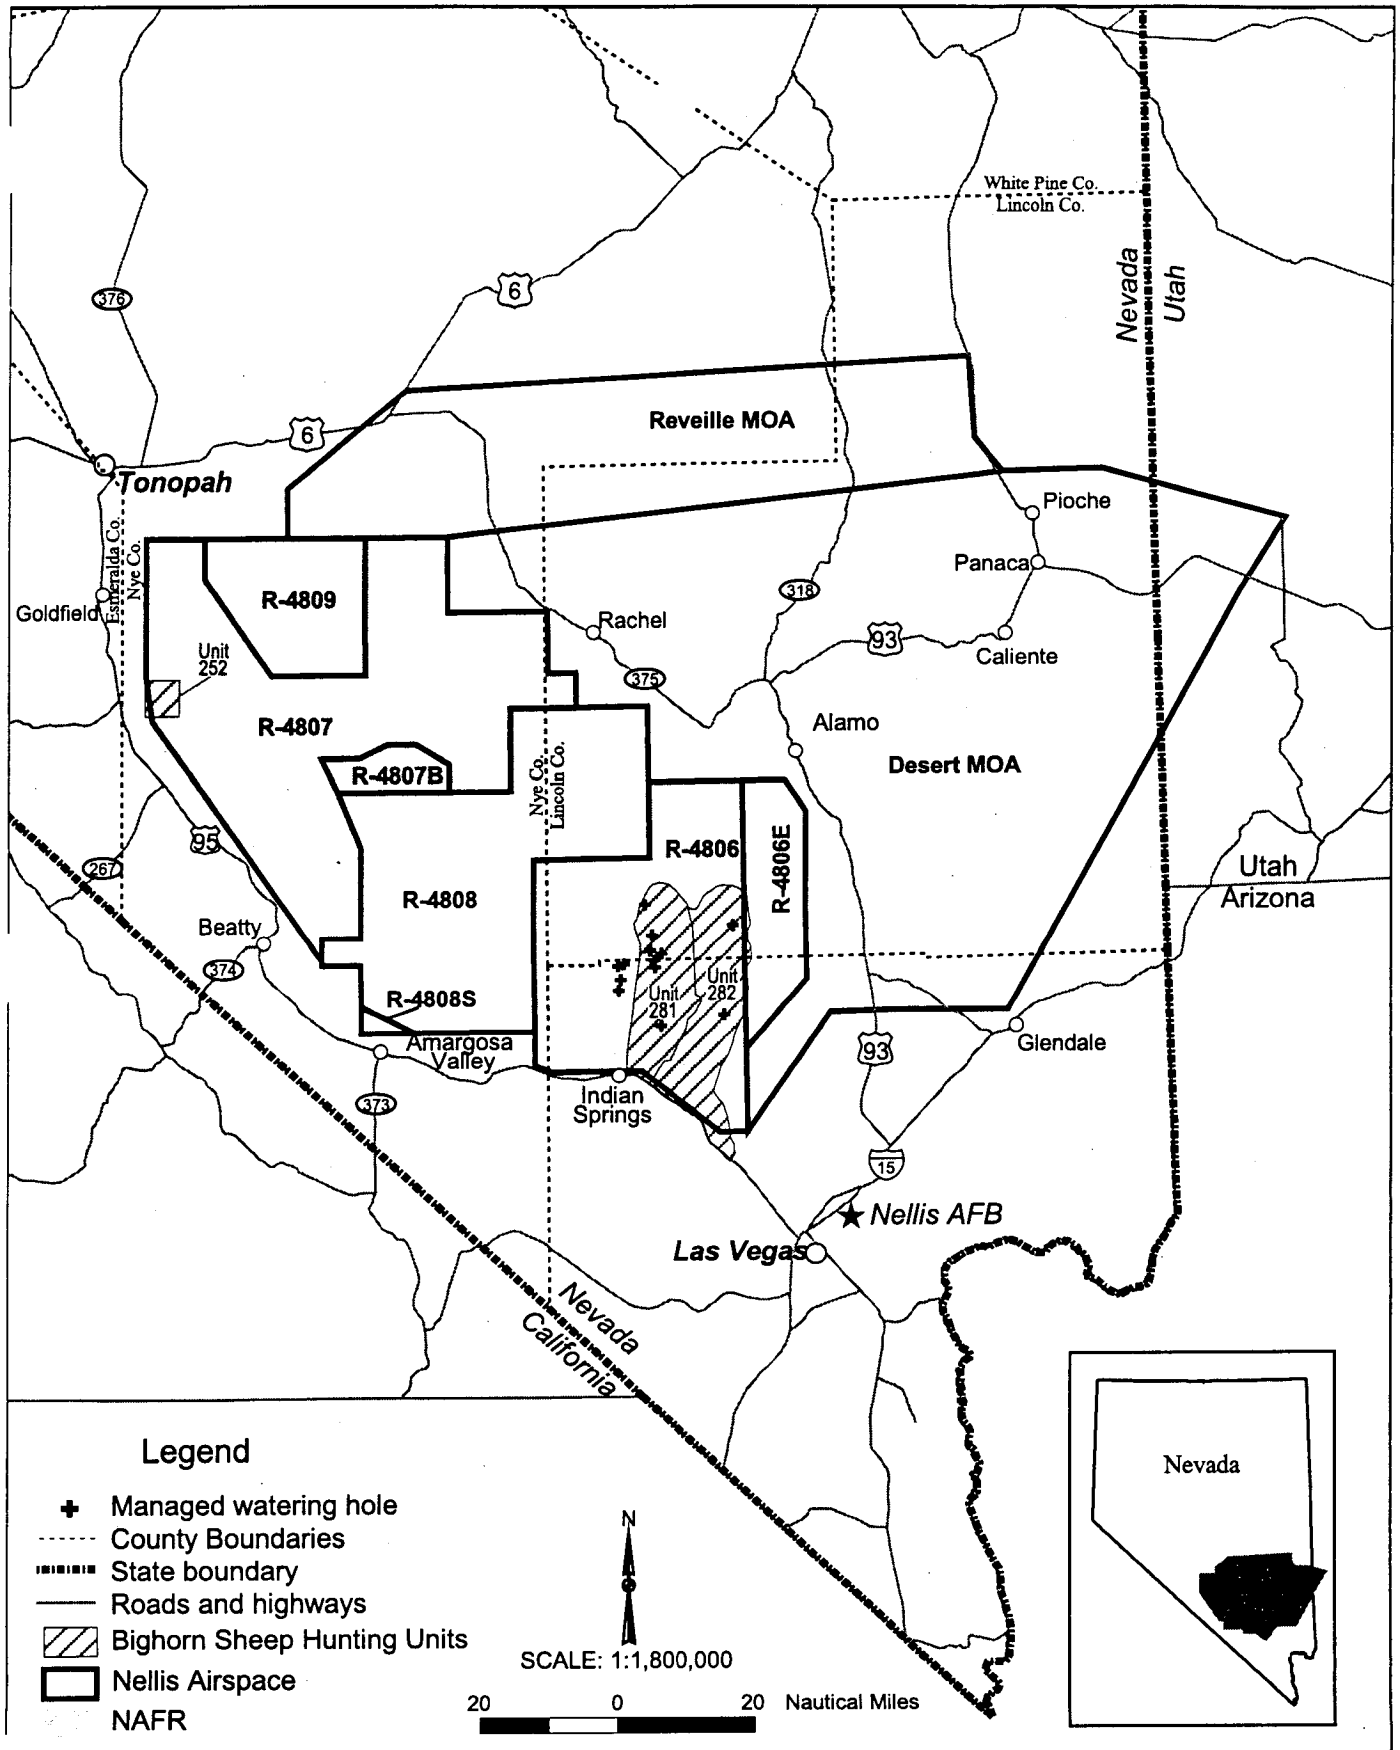 White Pine Co.
Lincoln Co.
Nevada
Utah
376
6
6
Reveille MOA
Tonopah
Pioche
Esmeralda Co.
Nye Co.
Panaca
R-4809
318
Goldfield
Rachel
93
Caliente
Unit
252
375
R-4807
Alamo
Desert MOA
R-4807B
Nye Co.
Lincoln Co.
95
R-4806
R-4806E
267
Utah
Arizona
R-4808
Beatty
374
Unit
282
Unit
281
R-4808S
Amargosa
Valley
Glendale
93
373
Indian
Springs
15
Nellis AFB
Las Vegas
Nevada
California
Nevada
Legend
Managed watering hole
County Boundaries
State boundary
Roads and highways
Bighorn Sheep Hunting Units
Nellis Airspace
NAFR
N
SCALE: 1:1,800,000
20 0 20 Nautical Miles